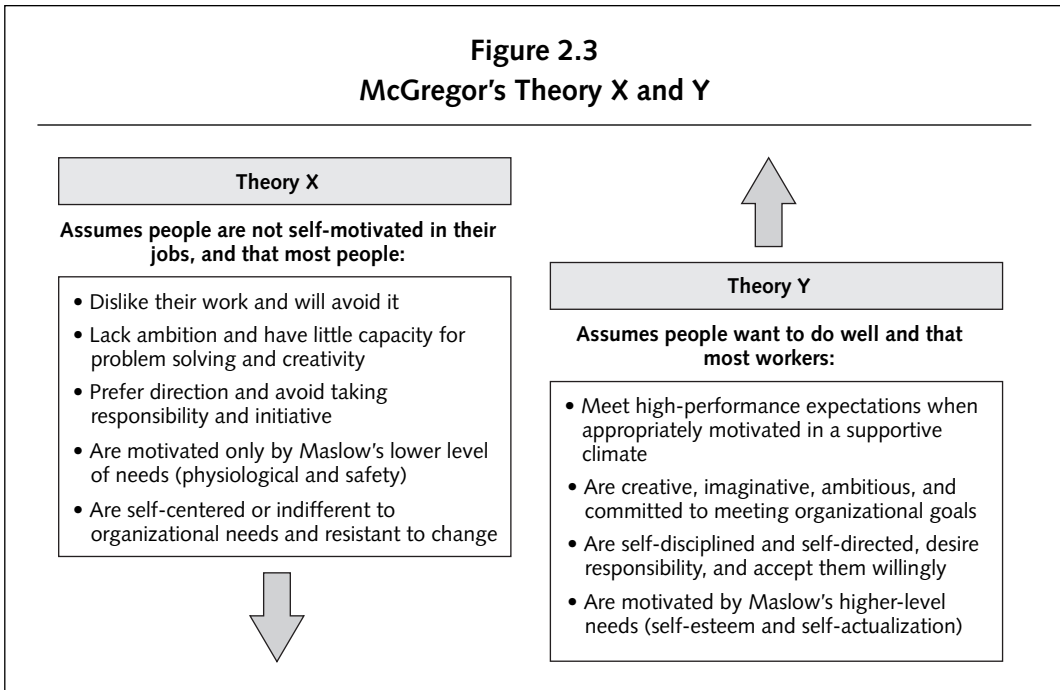 Figure 2.3
McGregor's Theory X and Y
Theory X
Assumes people are not self-motivated in their
jobs, and that most people:
• Dislike their work and will avoid it
• Lack ambition and have little capacity for
problem solving and creativity
• Prefer direction and avoid taking
responsibility and initiative
• Are motivated only by Maslow's lower level
of needs (physiological and safety)
• Are self-centered or indifferent to
organizational needs and resistant to change
Theory Y
Assumes people want to do well and that
most workers:
• Meet high-performance expectations when
appropriately motivated in a supportive
climate
• Are creative, imaginative, ambitious, and
committed to meeting organizational goals
• Are self-disciplined and self-directed, desire
responsibility, and accept them willingly
• Are motivated by Maslow's higher-level
needs (self-esteem and self-actualization)